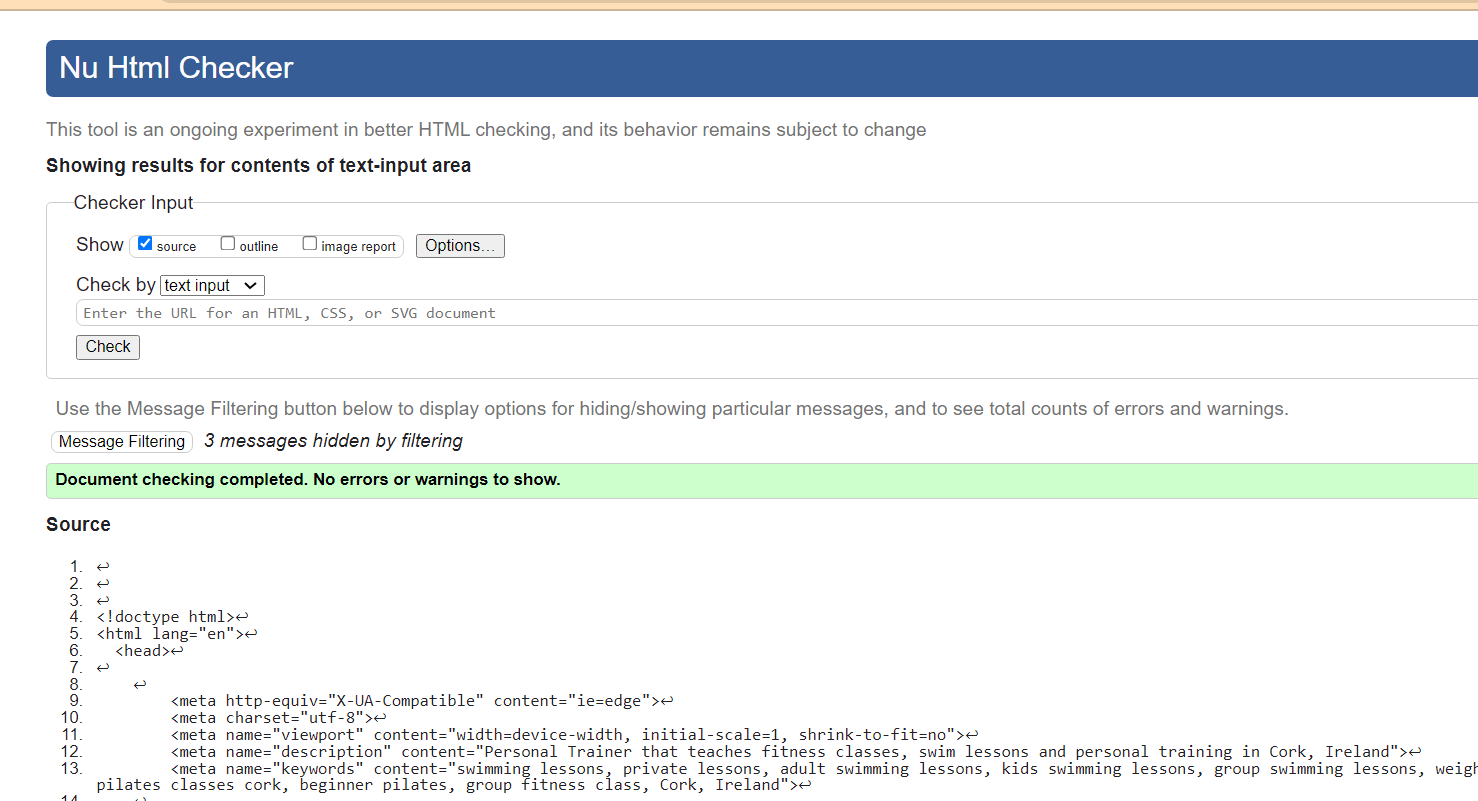 Nu Html Checker
This tool is an ongoing experiment in better HTML checking, and its behavior remains subject to change
Showing results for contents of text-input area
Checker Input
Show source outline image report Options...
Check by text input
Enter the URL for an HTML, CSS, or SVG document
Check
Use the Message Filtering button below to display options for hiding/showing particular messages, and to see total counts of errors and warnings.
Message Filtering 3 messages hidden by filtering
Document checking completed. No errors or warnings to show.
Source
1. ↩
2. ↩
3. ↩
4. <!doctype html>↩
5. <html lang="en">↩
6. <head>↩
7. ↩
8. ↩
9. <meta http-equiv="X-UA-Compatible" content="ie=edge">↩
10. <meta charset="utf-8">↩
11. <meta name="viewport" content="width=device-width, initial-scale=1, shrink-to-fit=no">↩
12. <meta name="description" content="Personal Trainer that teaches fitness classes, swim lessons and personal training in Cork, Ireland">↩
13. <meta name="keywords" content="swimming lessons, private lessons, adult swimming lessons, kids swimming lessons, group swimming lessons,
pilates classes cork, beginner pilates, group fitness class, Cork, Ireland">↩